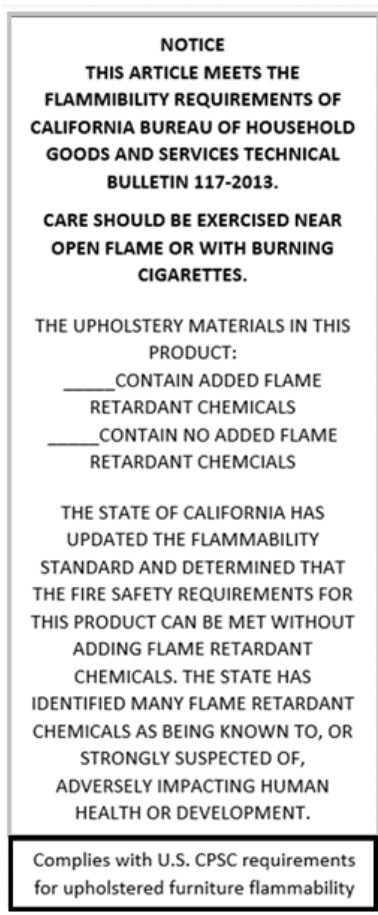 NOTICE
THIS ARTICLE MEETS THE
FLAMMIBILITY REQUIREMENTS OF
CALIFORNIA BUREAU OF HOUSEHOLD
GOODS AND SERVICES TECHNICAL
BULLETIN 117-2013.
CARE SHOULD BE EXERCISED NEAR
OPEN FLAME OR WITH BURNING
CIGARETTES.
THE UPHOLSTERY MATERIALS IN THIS
PRODUCT:
_____CONTAIN ADDED FLAME
RETARDANT CHEMICALS
_____CONTAIN NO ADDED FLAME
RETARDANT CHEMCIALS
THE STATE OF CALIFORNIA HAS
UPDATED THE FLAMMABILITY
STANDARD AND DETERMINED THAT
THE FIRE SAFETY REQUIREMENTS FOR
THIS PRODUCT CAN BE MET WITHOUT
ADDING FLAME RETARDANT
CHEMICALS. THE STATE HAS
IDENTIFIED MANY FLAME RETARDANT
CHEMICALS AS BEING KNOWN TO, OR
STRONGLY SUSPECTED OF,
ADVERSELY IMPACTING HUMAN
HEALTH OR DEVELOPMENT.
Complies with U.S. CPSC requirements
for upholstered furniture flammability